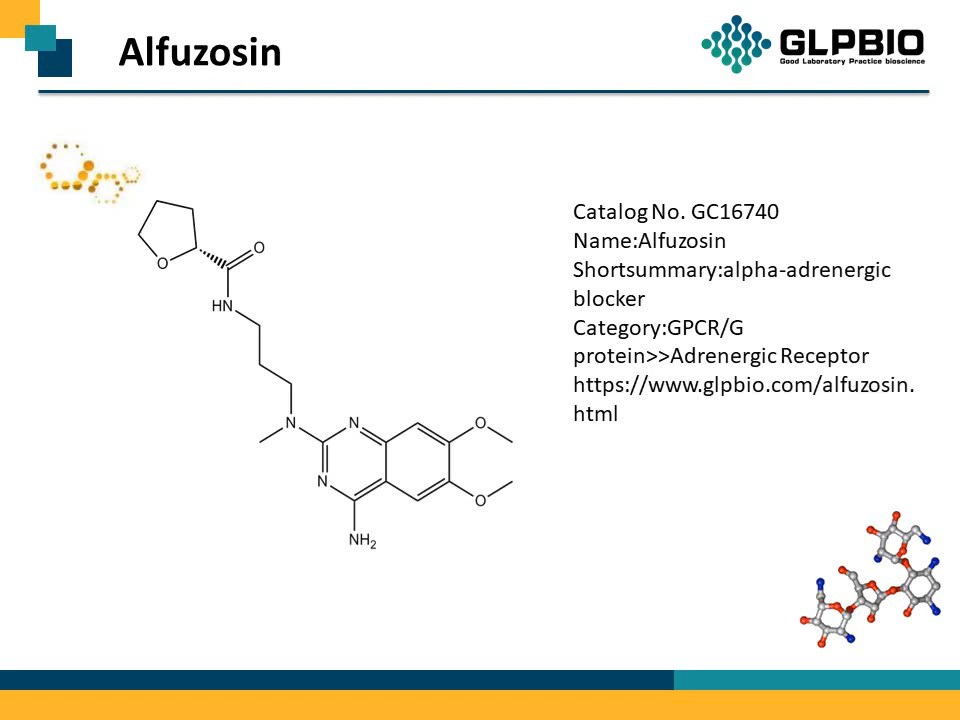 Alfuzosin
GLPBIO
Good Laboratory Practice bioscience
Catalog No. GC16740
Name:Alfuzosin
Shortsummary:alpha-adrenergic
blocker
Category:GPCR/G
protein>>Adrenergic Receptor
https://www.glpbio.com/alfuzosin.
html
O
O
HN
N
N
O
N
O
NH2